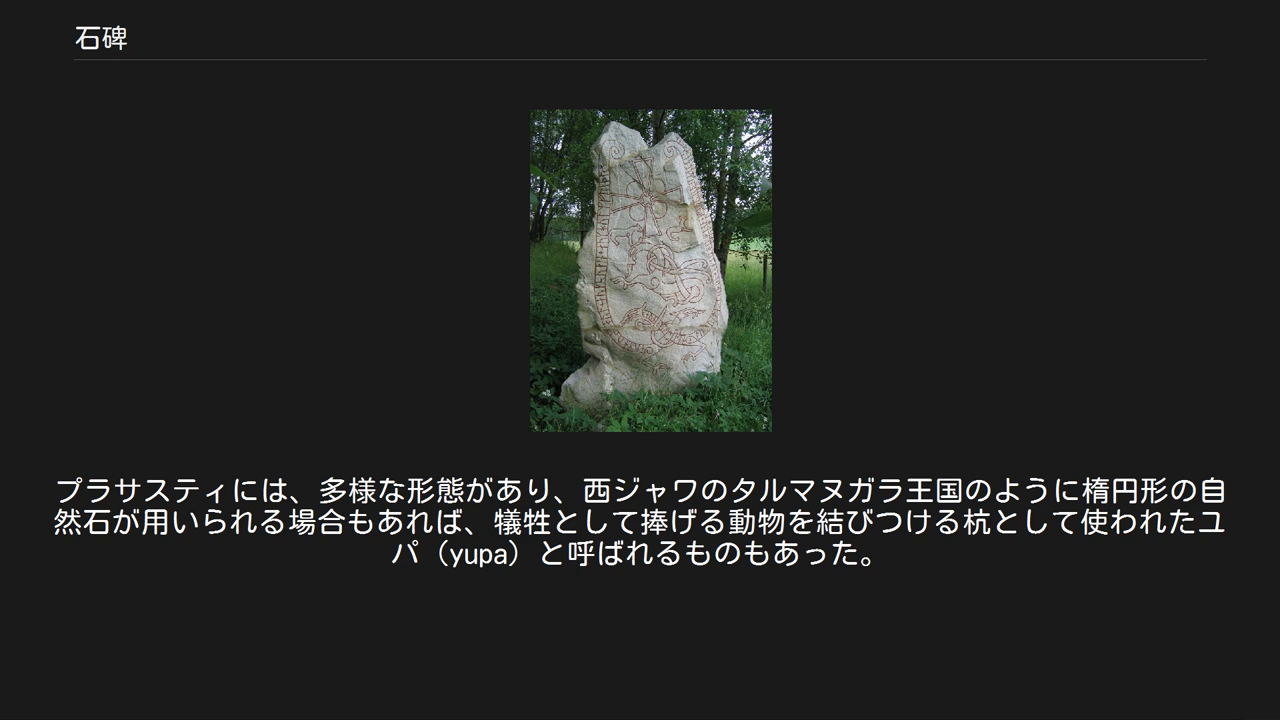 石碑
プラサスティには、多様な形態があり、西ジャワのタルマヌガラ王国のように楕円形の自
然石が用いられる場合もあれば、犠牲として捧げる動物を結びつける杭として使われたユ
パ（yupa）と呼ばれるものもあった。